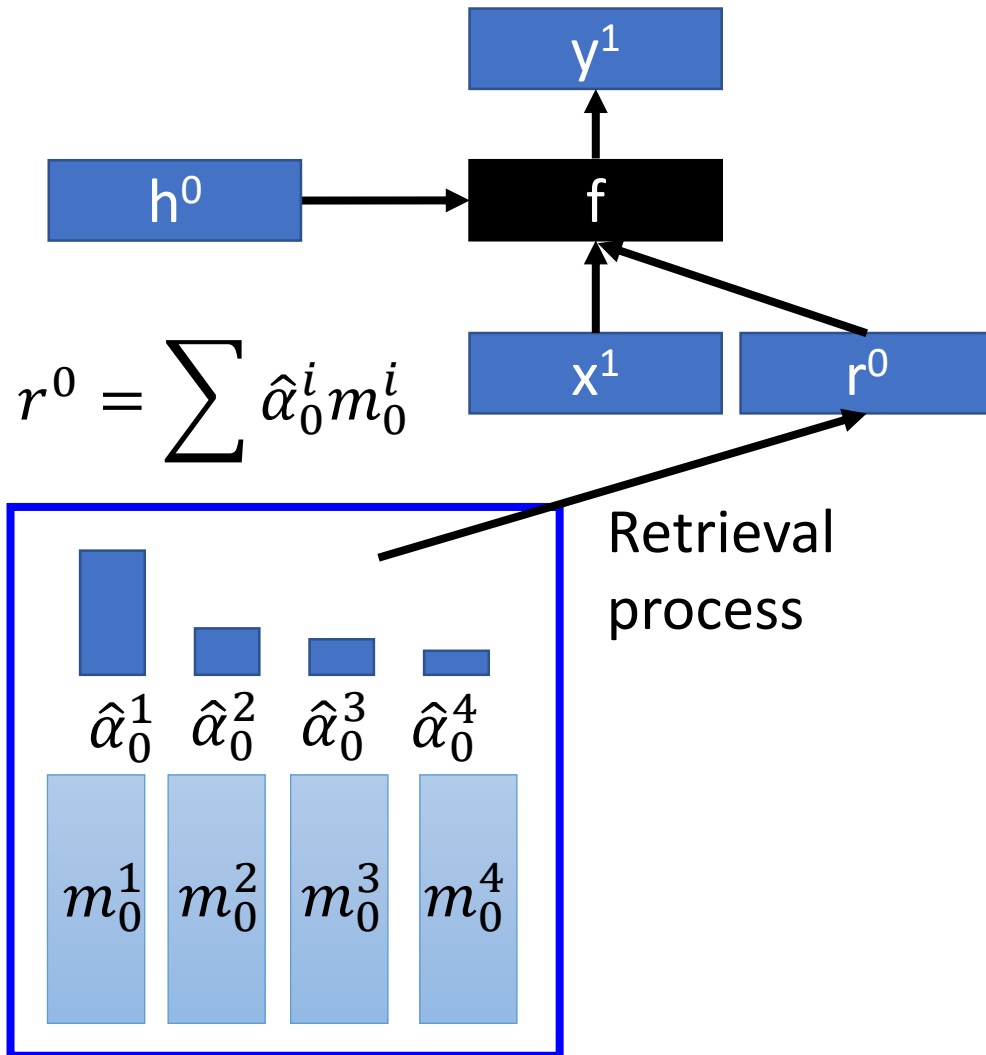 y¹
h⁰
f
x¹
r⁰
r⁰ = ∑ α̂₀ⁱ m₀ⁱ
Retrieval
process
α̂₀¹ α̂₀² α̂₀³ α̂₀⁴
m₀¹ m₀² m₀³ m₀⁴